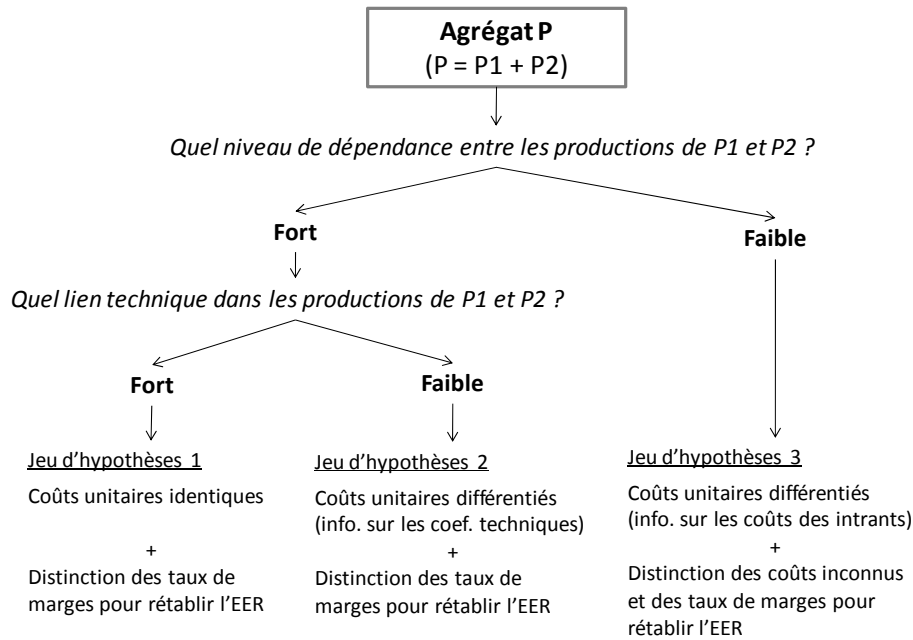 Agrégat P
(P = P1 + P2)
Quel niveau de dépendance entre les productions de P1 et P2 ?
Fort
Faible
Quel lien technique dans les productions de P1 et P2 ?
Fort
Faible
Jeu d'hypothèses 1
Coûts unitaires identiques
+
Distinction des taux de
marges pour rétablir l'EER
Jeu d'hypothèses 2
Coûts unitaires différentiés
(info. sur les coef. techniques)
+
Distinction des taux de
marges pour rétablir l'EER
Jeu d'hypothèses 3
Coûts unitaires différentiés
(info. sur les coûts des intrants)
+
Distinction des coûts inconnus
et des taux de marges pour
rétablir l'EER